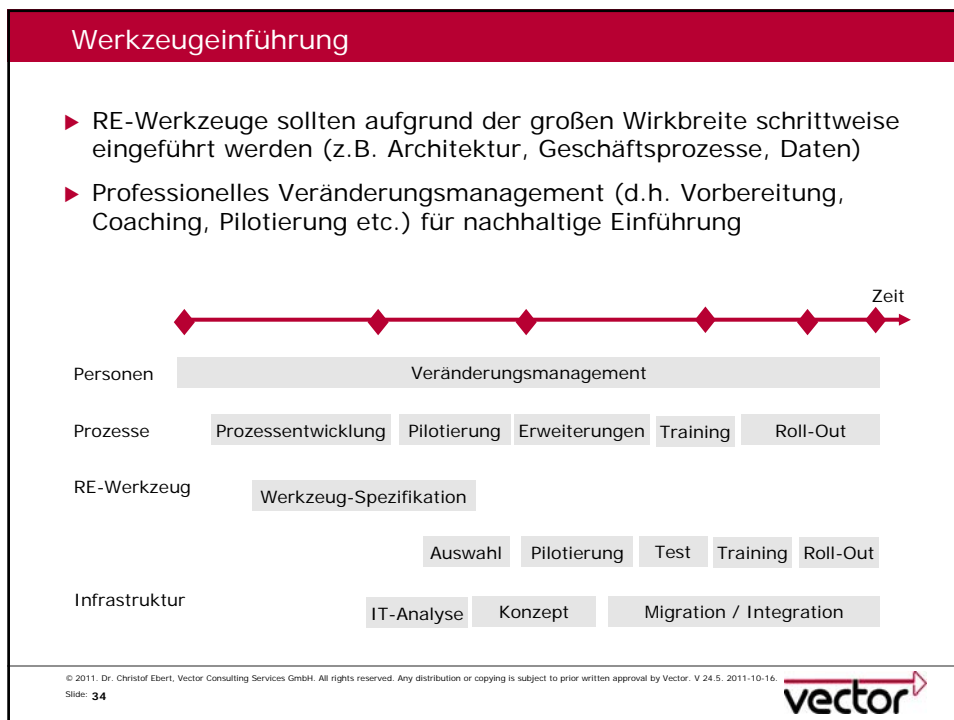 Werkzeugeinführung
RE-Werkzeuge sollten aufgrund der großen Wirkbreite schrittweise
eingeführt werden (z.B. Architektur, Geschäftsprozesse, Daten)
Professionelles Veränderungsmanagement (d.h. Vorbereitung,
Coaching, Pilotierung etc.) für nachhaltige Einführung
Zeit
Personen Veränderungsmanagement
Prozesse Prozessentwicklung Pilotierung Erweiterungen Training Roll-Out
RE-Werkzeug
Werkzeug-Spezifikation
Auswahl Pilotierung Test Training Roll-Out
Infrastruktur
IT-Analyse Konzept Migration / Integration
© 2011. Dr. Christof Ebert, Vector Consulting Services GmbH. All rights reserved. Any distribution or copying is subject to prior written approval by Vector. V 24.5. 2011-10-16.
Slide: 34
vector